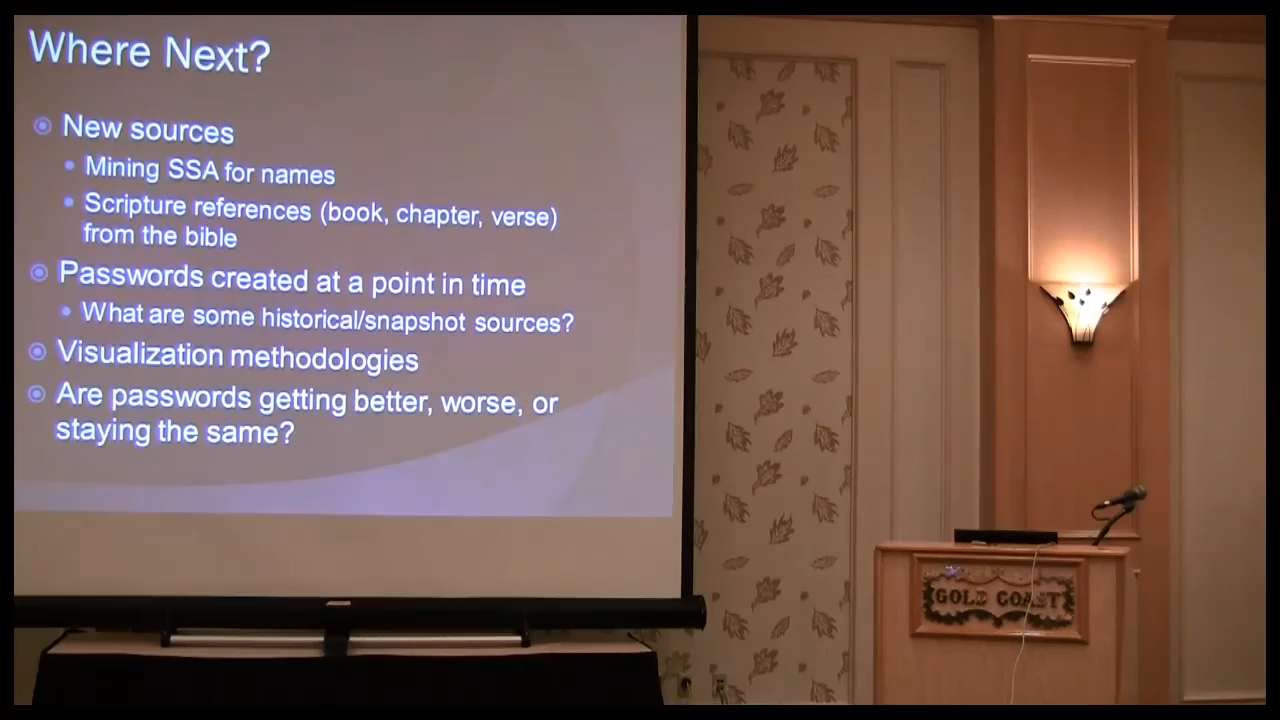 Where Next?
New sources
Mining SSA for names
Scripture references (book, chapter, verse)
from the bible
Passwords created at a point in time
What are some historical/snapshot sources?
Visualization methodologies
Are passwords getting better, worse, or
staying the same?
GOLD COAST